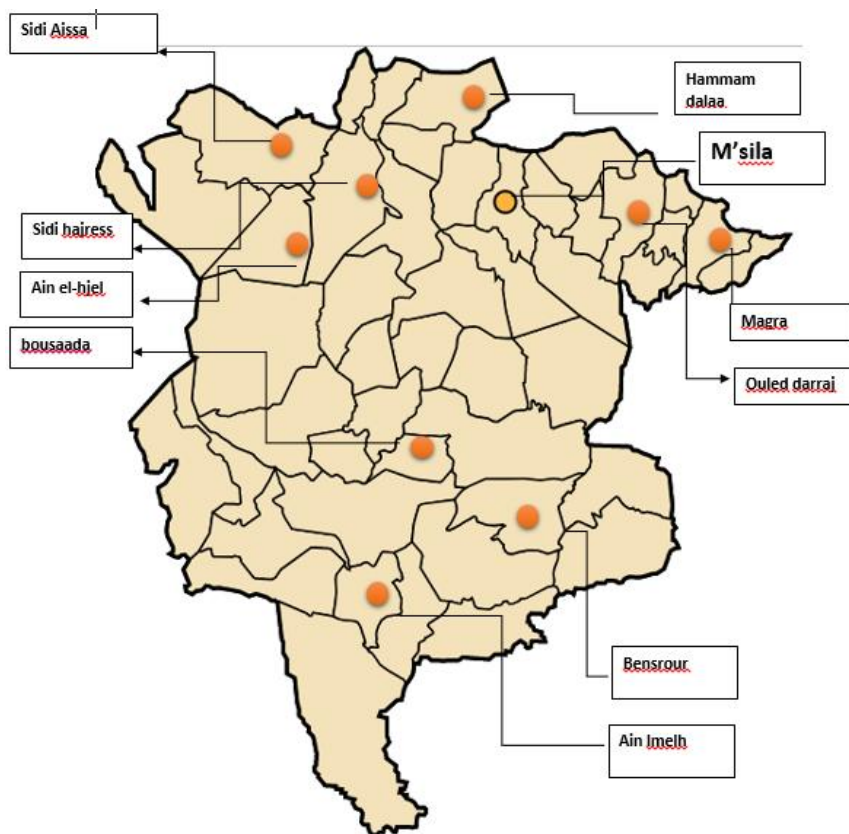 Sidi Aissa
Hammam
dalaa
M’sila
Sidi hajress
Ain el-hjel
bousaada
Magra
Ouled darraj
Bensrour
Ain lmelh